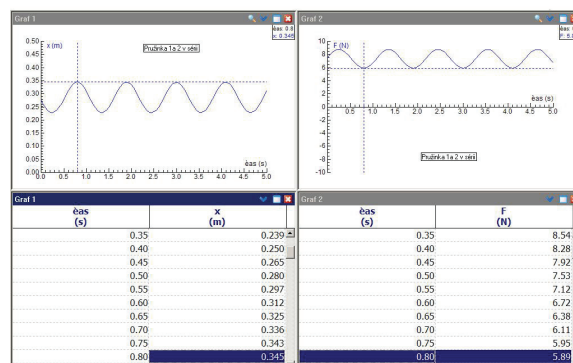 Graf 1
Graf 2
èas 0.8
x: 0.345
0.50 x (m)
Pružinka 1a 2 v sérii
0.45
0.40
0.35
0.30
0.25
0.20
0.15
0.10
0.05
0.00
èas (s)
0.0 0.5 1.0 1.5 2.0 2.5 3.0 3.5 4.0 4.5 5.0
10 F (N)
8
6
4
2
0
èas (s)
0.5 1.0 1.5 2.0 2.5 3.0 3.5 4.0 4.5 5.0
-2
-4
-6
-8
-10
Pružinka 1a 2 v sérii
Graf 1
èas (s) x (m)
0.35 0.239
0.40 0.250
0.45 0.265
0.50 0.280
0.55 0.297
0.60 0.312
0.65 0.325
0.70 0.336
0.75 0.343
0.80 0.345
Graf 2
èas (s) F (N)
0.35 8.54
0.40 8.28
0.45 7.92
0.50 7.53
0.55 7.12
0.60 6.72
0.65 6.38
0.70 6.11
0.75 5.95
0.80 5.89